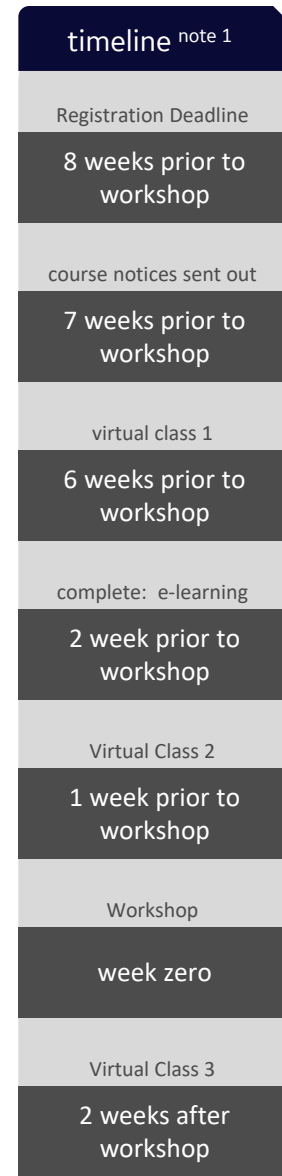 timeline note 1
Registration Deadline
8 weeks prior to
workshop
course notices sent out
7 weeks prior to
workshop
virtual class 1
6 weeks prior to
workshop
complete: e-learning
2 week prior to
workshop
Virtual Class 2
1 week prior to
workshop
Workshop
week zero
Virtual Class 3
2 weeks after
workshop